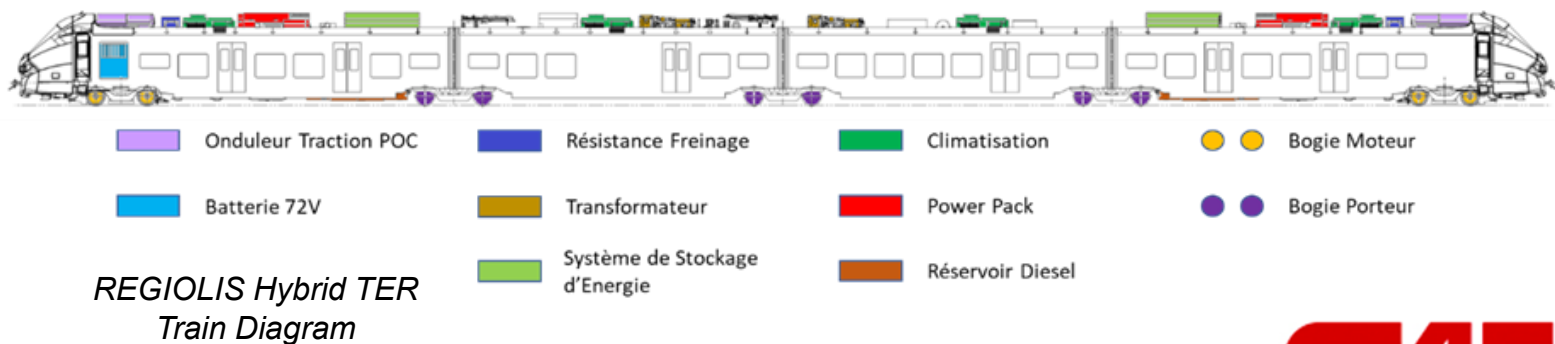 Onduleur Traction POC
Résistance Freinage
Climatisation
Bogie Moteur
Batterie 72V
Transformateur
Power Pack
Bogie Porteur
Système de Stockage
d'Energie
Réservoir Diesel
REGIOLIS Hybrid TER
Train Diagram